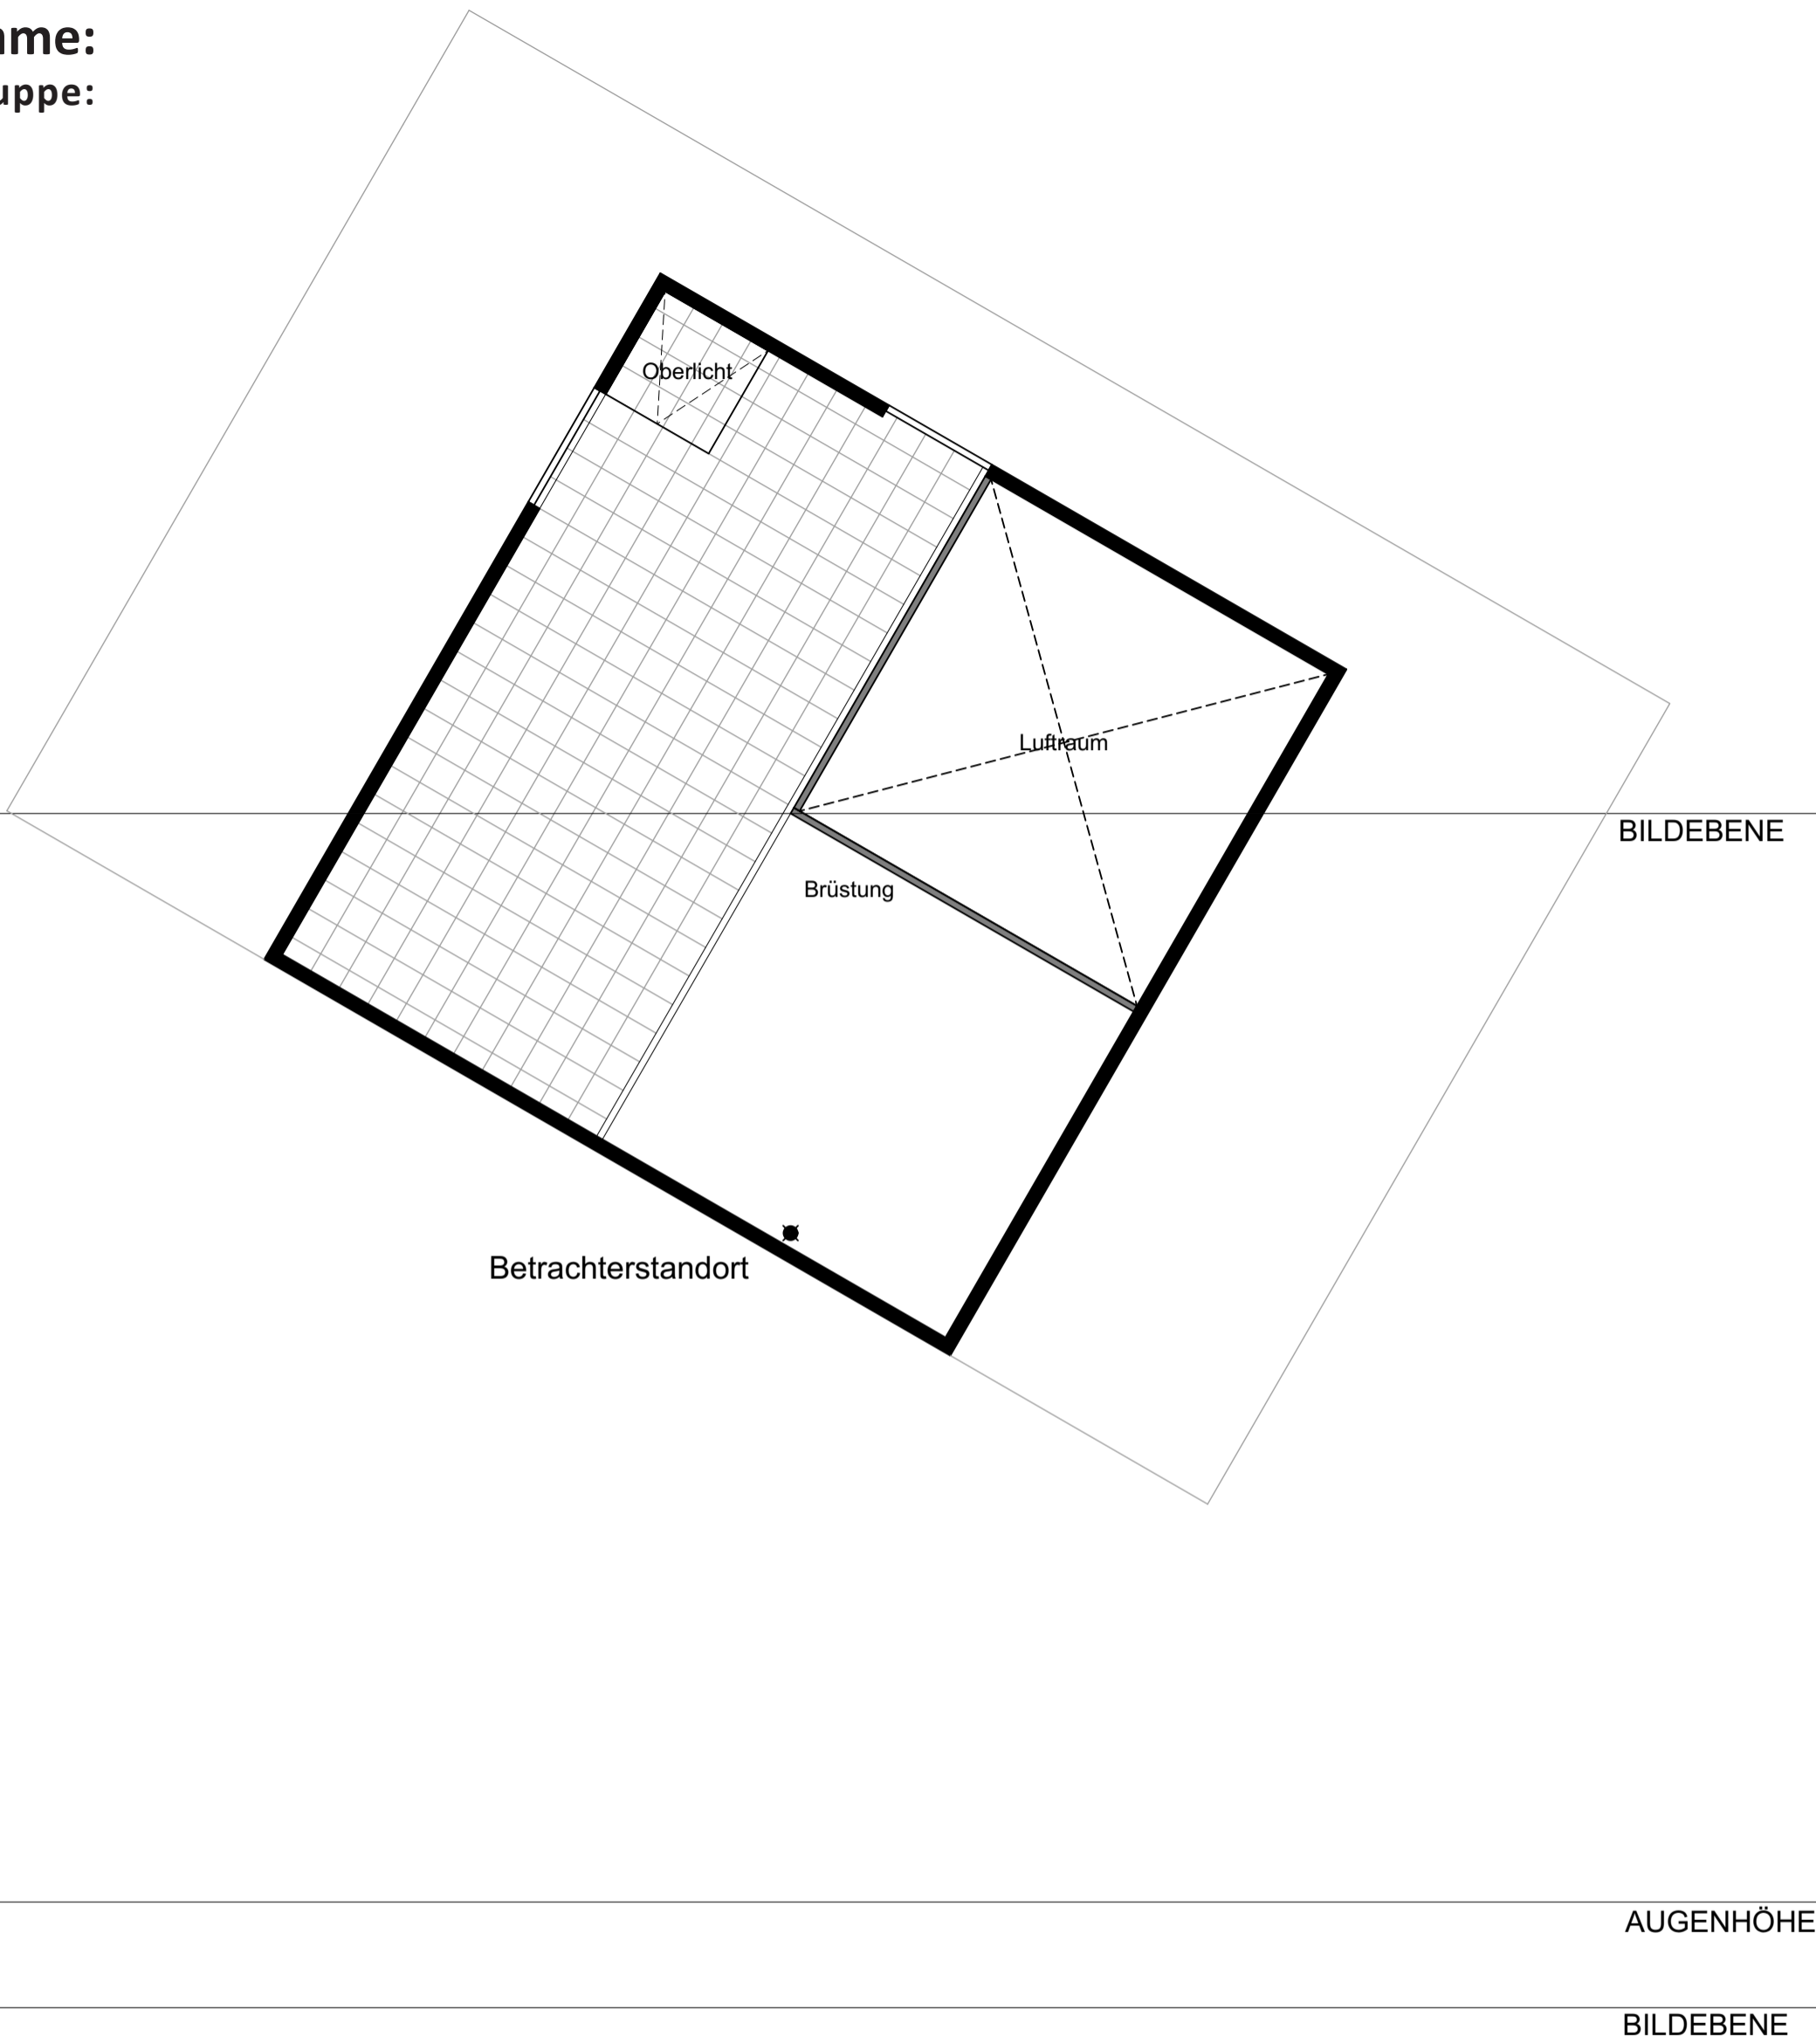 me:
uppe:
Oberlicht
Luftraum
BILDEBENE
Brüstung
Betrachterstandort
AUGENHÖHE
BILDEBENE